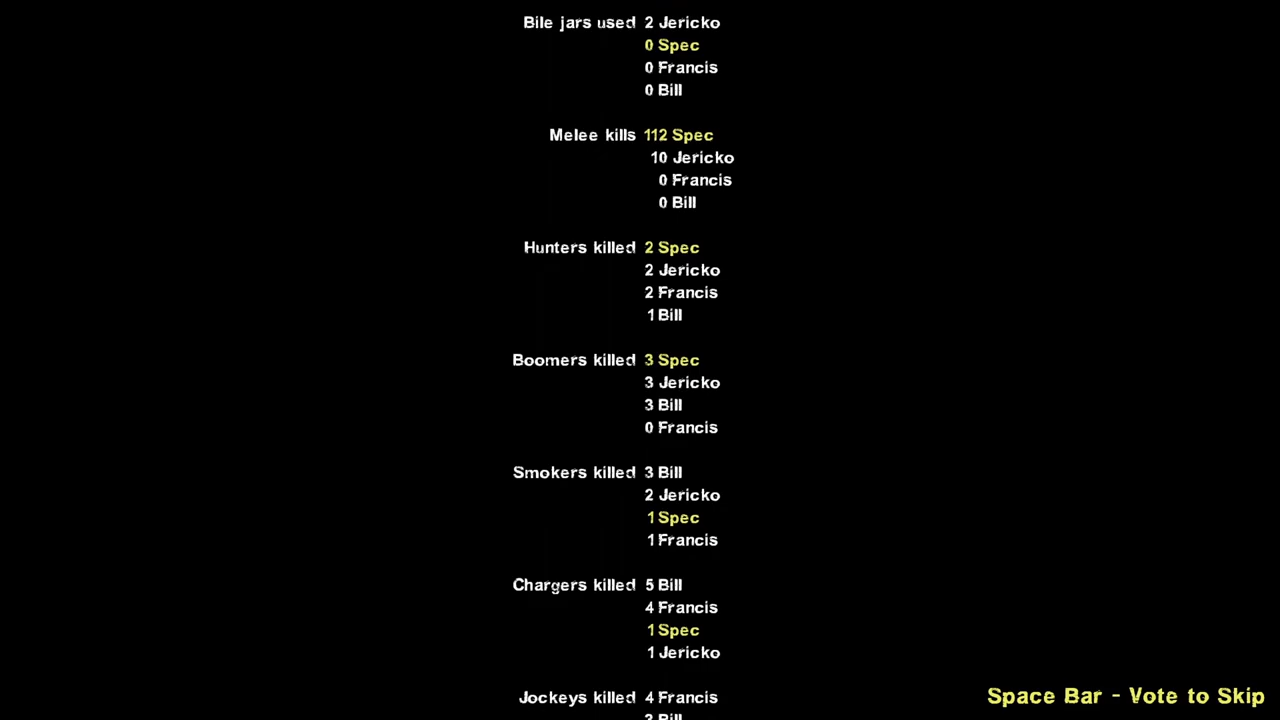 Bile jars used 2 Jericko
0 Spec
0 Francis
0 Bill
Melee kills 112 Spec
10 Jericko
0 Francis
0 Bill
Hunters killed 2 Spec
2 Jericko
2 Francis
1 Bill
Boomers killed 3 Spec
3 Jericko
3 Bill
0 Francis
Smokers killed 3 Bill
2 Jericko
1 Spec
1 Francis
Chargers killed 5 Bill
4 Francis
1 Spec
1 Jericko
Jockeys killed 4 Francis
3 Bill
Space Bar - Vote to Skip